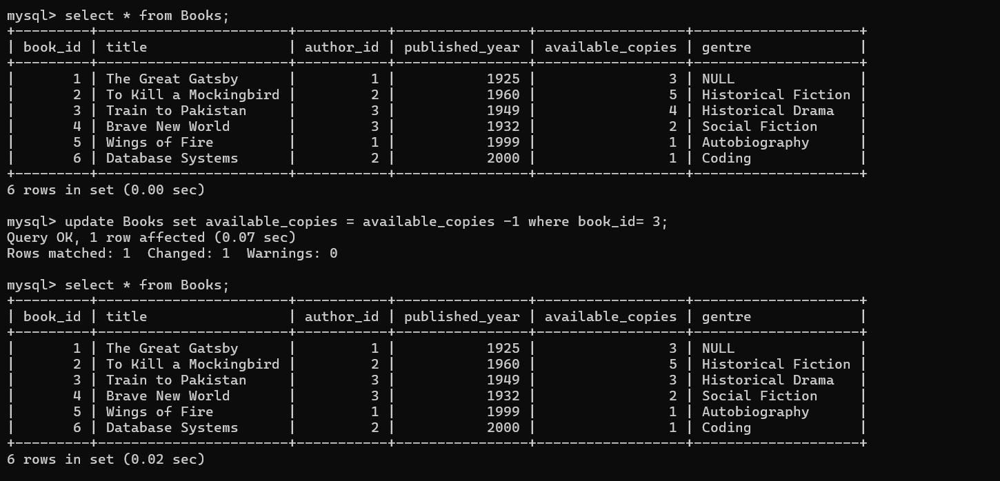 mysql> select * from Books;
+---------+-----------------------+-----------+----------------+------------------+--------------------+
| book_id | title                 | author_id | published_year | available_copies | gentre             |
+---------+-----------------------+-----------+----------------+------------------+--------------------+
|       1 | The Great Gatsby      |         1 |           1925 |                3 | NULL               |
|       2 | To Kill a Mockingbird |         2 |           1960 |                5 | Historical Fiction |
|       3 | Train to Pakistan     |         3 |           1949 |                4 | Historical Drama   |
|       4 | Brave New World       |         3 |           1932 |                2 | Social Fiction     |
|       5 | Wings of Fire         |         1 |           1999 |                1 | Autobiography      |
|       6 | Database Systems      |         2 |           2000 |                1 | Coding             |
+---------+-----------------------+-----------+----------------+------------------+--------------------+
6 rows in set (0.00 sec)

mysql> update Books set available_copies = available_copies -1 where book_id= 3;
Query OK, 1 row affected (0.07 sec)
Rows matched: 1  Changed: 1  Warnings: 0

mysql> select * from Books;
+---------+-----------------------+-----------+----------------+------------------+--------------------+
| book_id | title                 | author_id | published_year | available_copies | gentre             |
+---------+-----------------------+-----------+----------------+------------------+--------------------+
|       1 | The Great Gatsby      |         1 |           1925 |                3 | NULL               |
|       2 | To Kill a Mockingbird |         2 |           1960 |                5 | Historical Fiction |
|       3 | Train to Pakistan     |         3 |           1949 |                3 | Historical Drama   |
|       4 | Brave New World       |         3 |           1932 |                2 | Social Fiction     |
|       5 | Wings of Fire         |         1 |           1999 |                1 | Autobiography      |
|       6 | Database Systems      |         2 |           2000 |                1 | Coding             |
+---------+-----------------------+-----------+----------------+------------------+--------------------+
6 rows in set (0.02 sec)